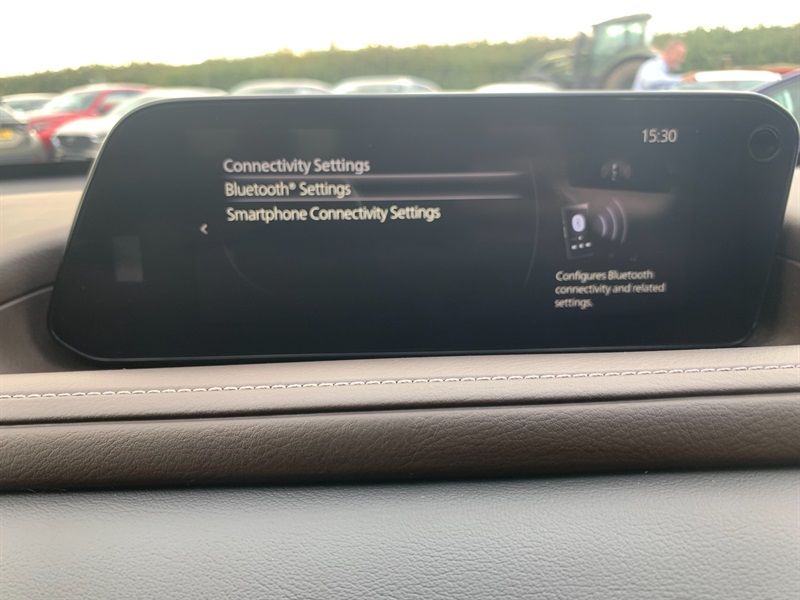 15:30
Connectivity Settings
Bluetooth® Settings
Smartphone Connectivity Settings
Configures Bluetooth
connectivity and related
settings.